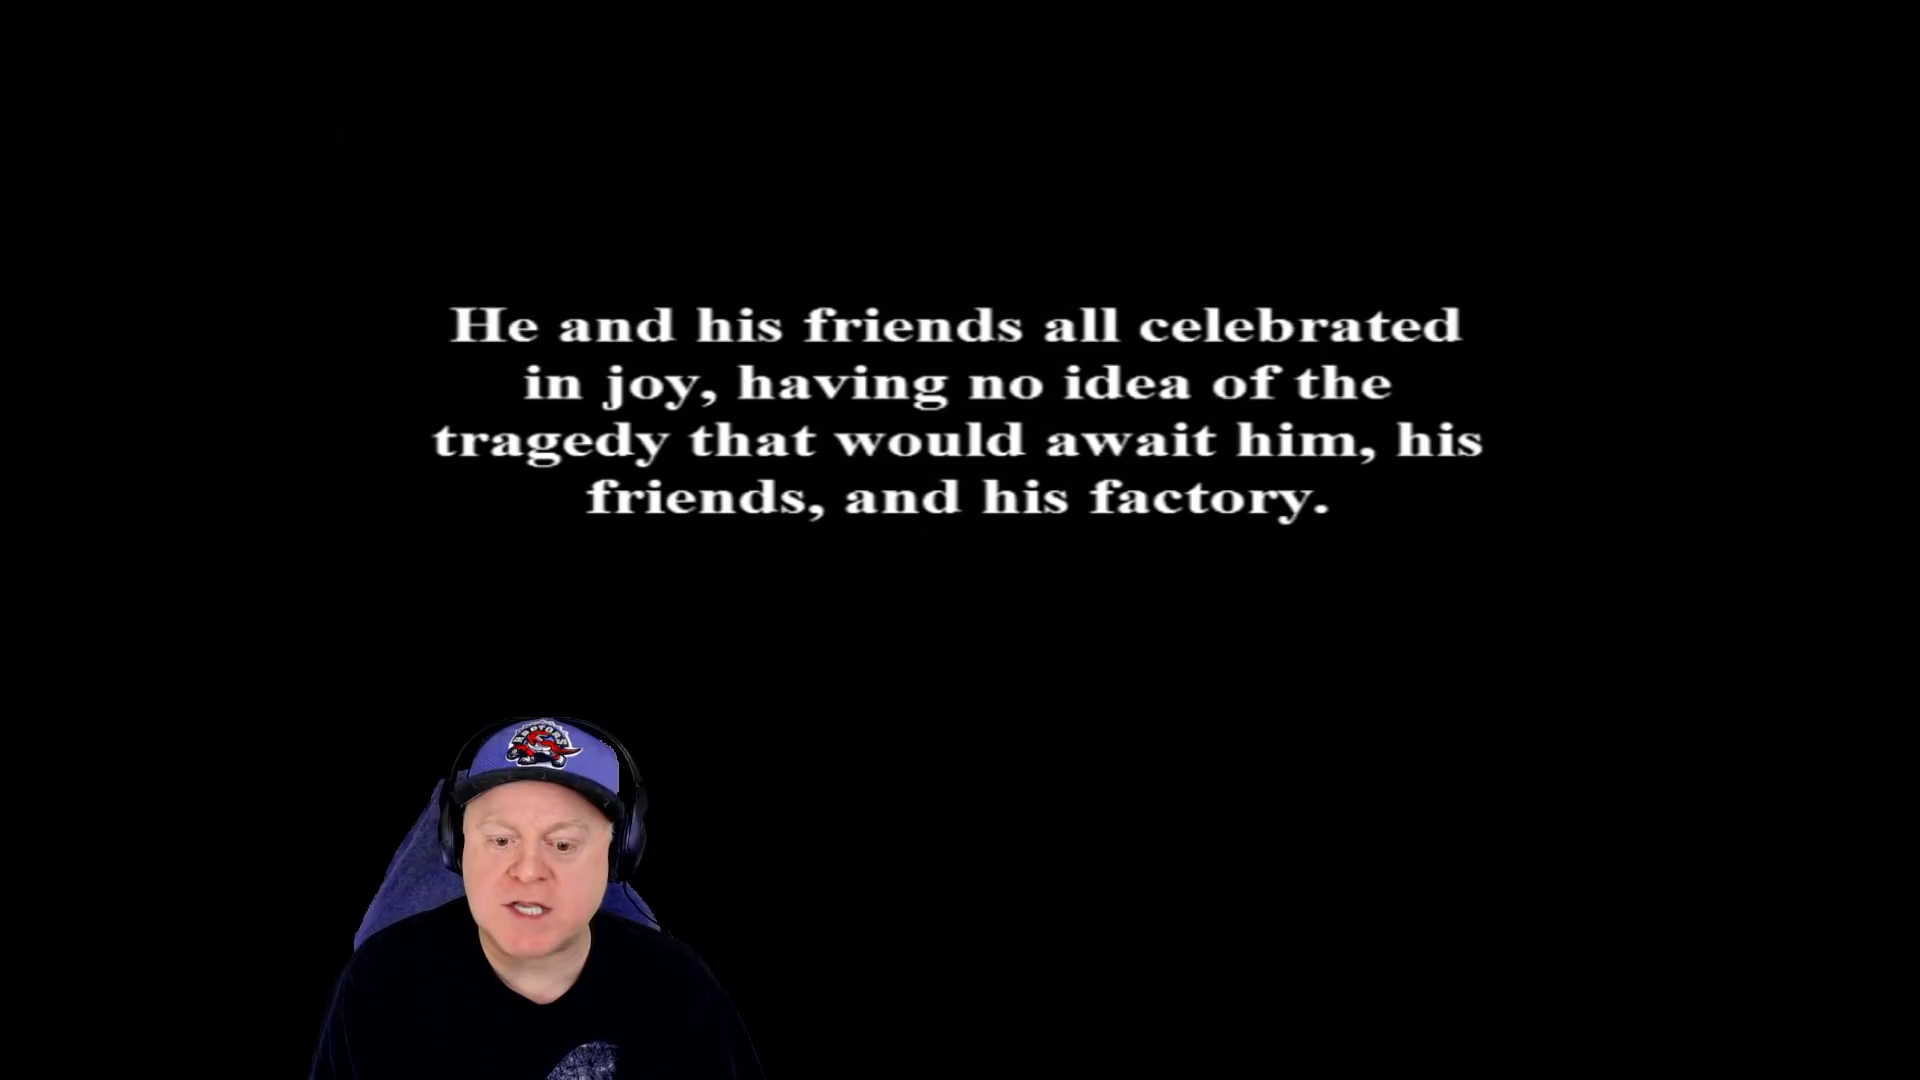 He and his friends all celebrated
in joy, having no idea of the
tragedy that would await him, his
friends, and his factory.
RAPTORS